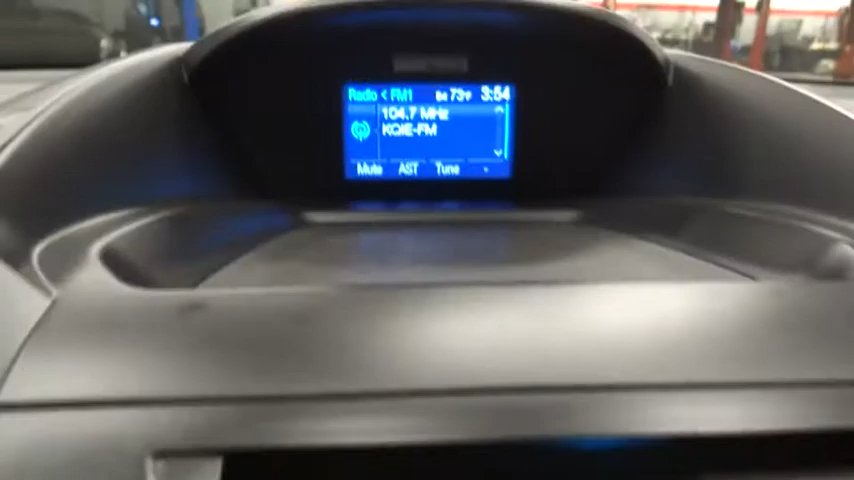 Radio < FM1 73°F 3:54
104.7 MHz
KQIE-FM
Mute AST Tune